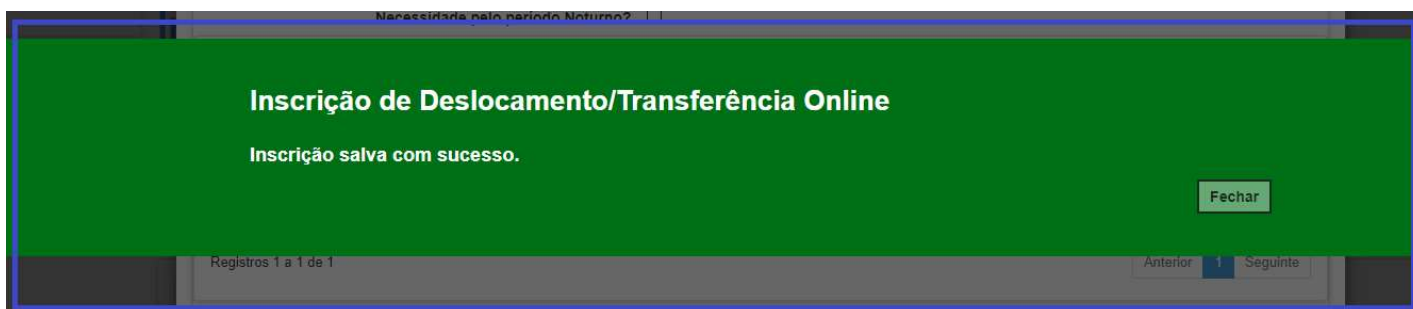 Necessidade pelo período Noturno?
Inscrição de Deslocamento/Transferência Online
Inscrição salva com sucesso.
Fechar
Registros 1 a 1 de 1
Anterior 1 Seguinte